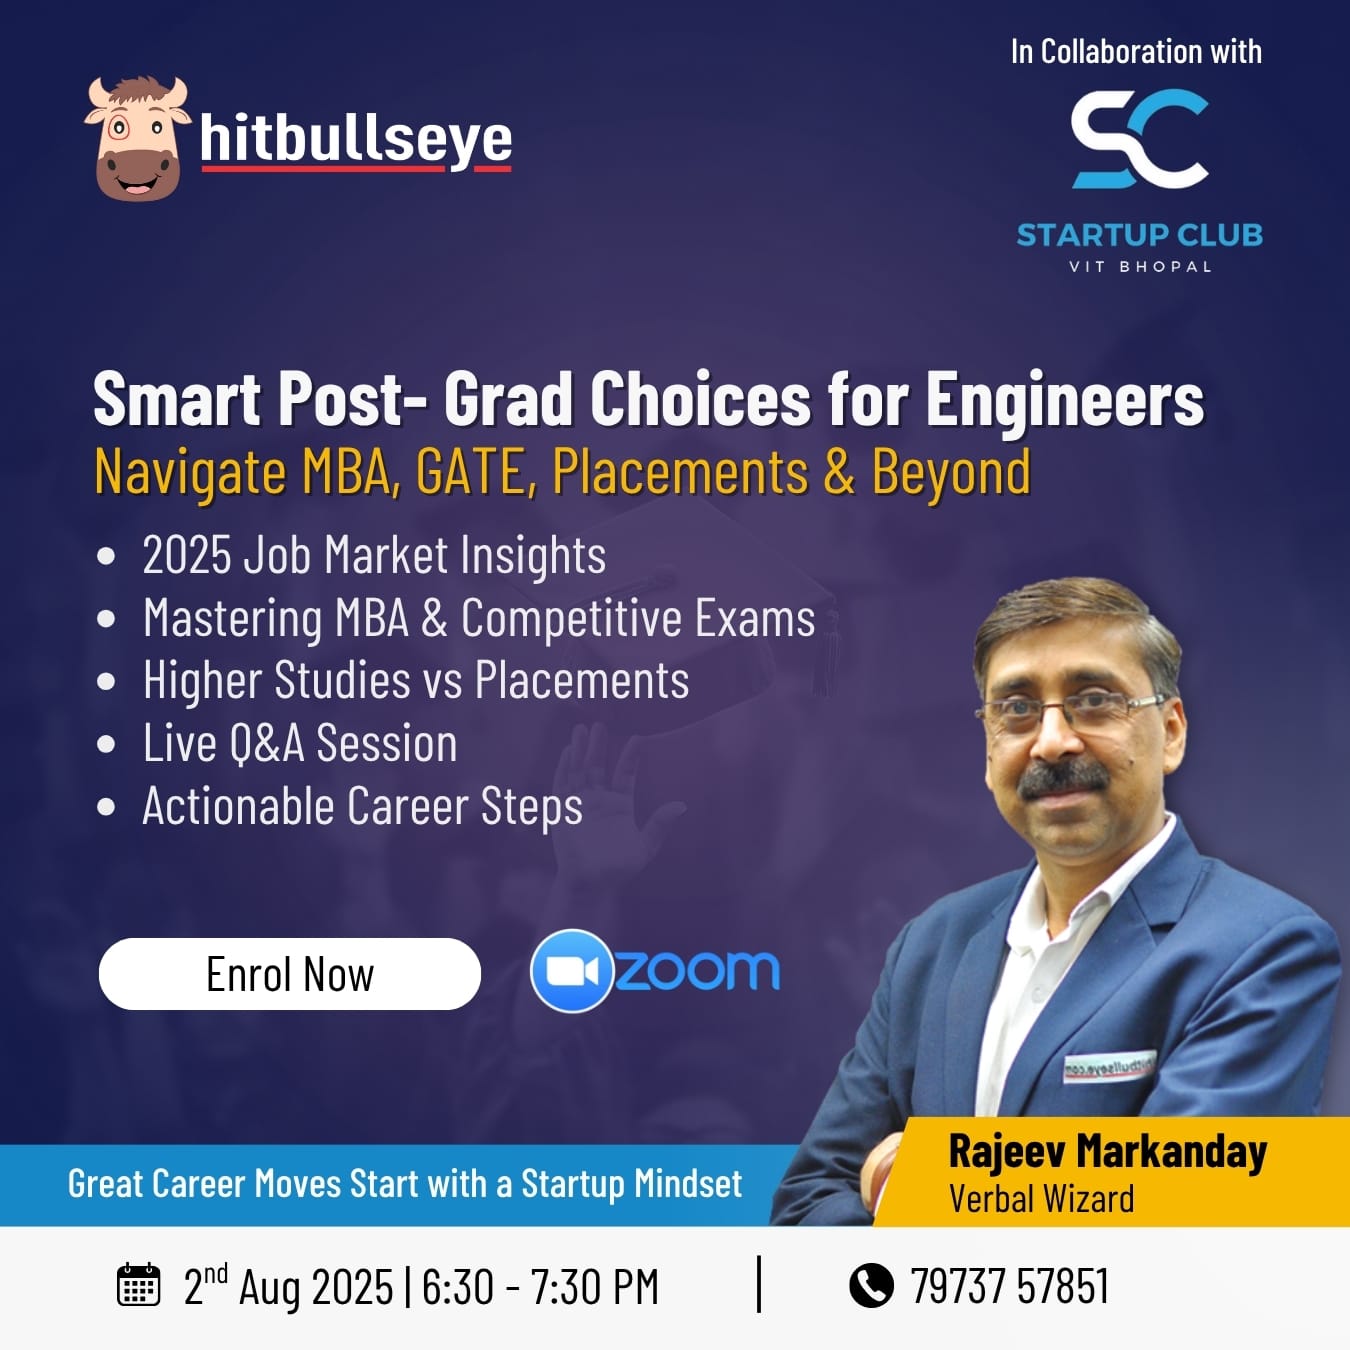 hitbullseye
In Collaboration with
SC
STARTUP CLUB
VIT BHOPAL
Smart Post- Grad Choices for Engineers
Navigate MBA, GATE, Placements & Beyond
• 2025 Job Market Insights
• Mastering MBA & Competitive Exams
• Higher Studies vs Placements
• Live Q&A Session
• Actionable Career Steps
Enrol Now
zoom
hitbullseye.com
Rajeev Markanday
Verbal Wizard
Great Career Moves Start with a Startup Mindset
2nd Aug 2025 | 6:30 - 7:30 PM | 79737 57851